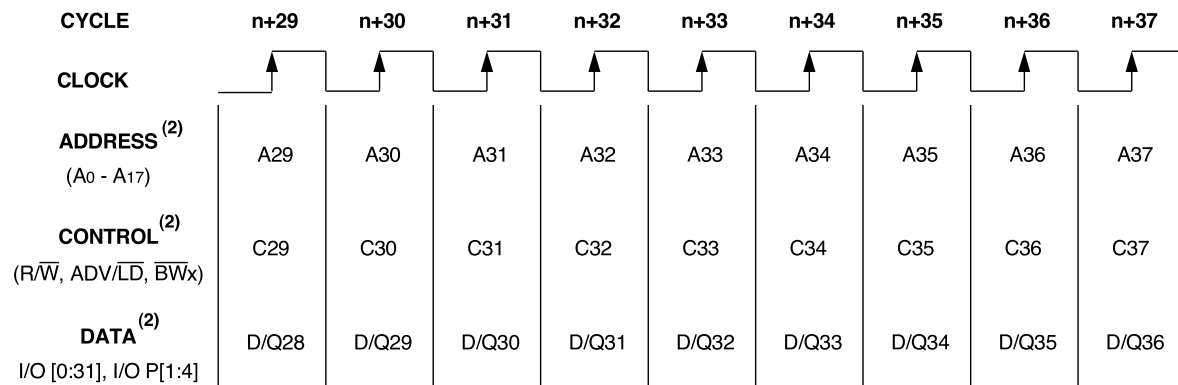 CYCLE n+29 n+30 n+31 n+32 n+33 n+34 n+35 n+36 n+37
CLOCK
ADDRESS(2)
(A0 - A17)
A29 A30 A31 A32 A33 A34 A35 A36 A37
CONTROL(2)
(R/W̅, ADV/L̅D̅, B̅W̅x)
C29 C30 C31 C32 C33 C34 C35 C36 C37
DATA(2)
I/O [0:31], I/O P[1:4]
D/Q28 D/Q29 D/Q30 D/Q31 D/Q32 D/Q33 D/Q34 D/Q35 D/Q36